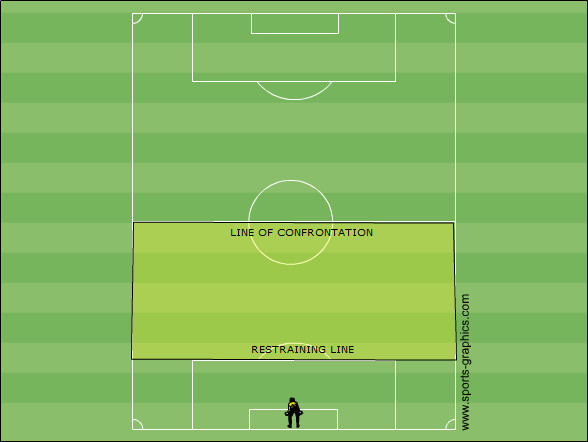 LINE OF CONFRONTATION
RESTRAINING LINE
www.sports-graphics.com